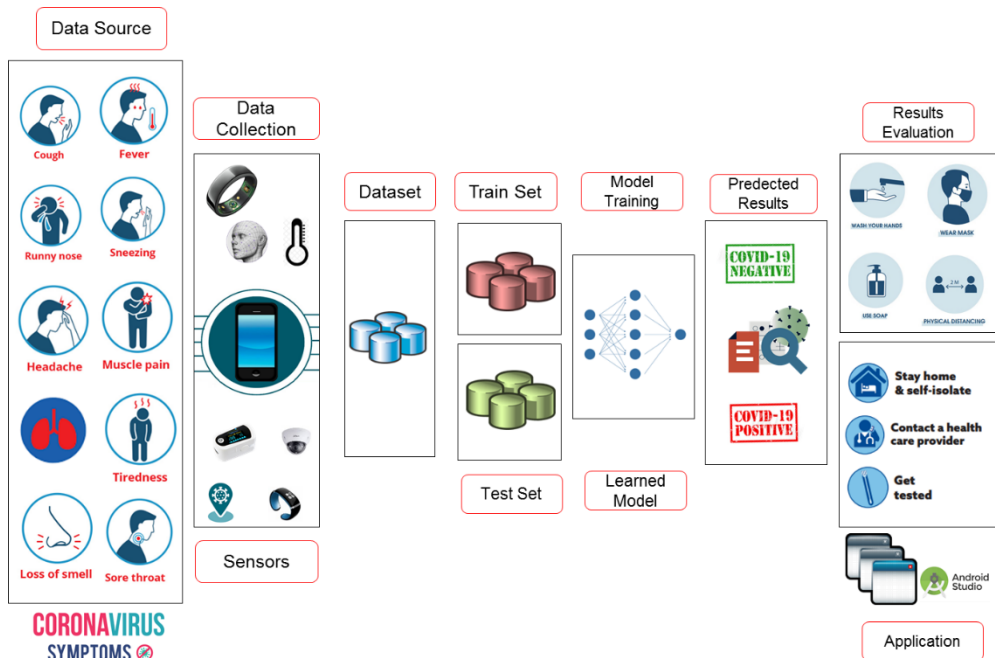 Data Source
Cough
Fever
Runny nose
Sneezing
Headache
Muscle pain
Tiredness
Loss of smell
Sore throat
CORONAVIRUS
SYMPTOMS
Data
Collection
Sensors
Dataset
Train Set
Test Set
Model
Training
Learned
Model
Predected
Results
COVID-19
NEGATIVE
COVID-19
POSITIVE
Results
Evaluation
WASH YOUR HANDS
WEAR MASK
2 M
USE SOAP
PHYSICAL DISTANCING
Stay home
& self-isolate
Contact a health
care provider
Get
tested
Android
Studio
Application